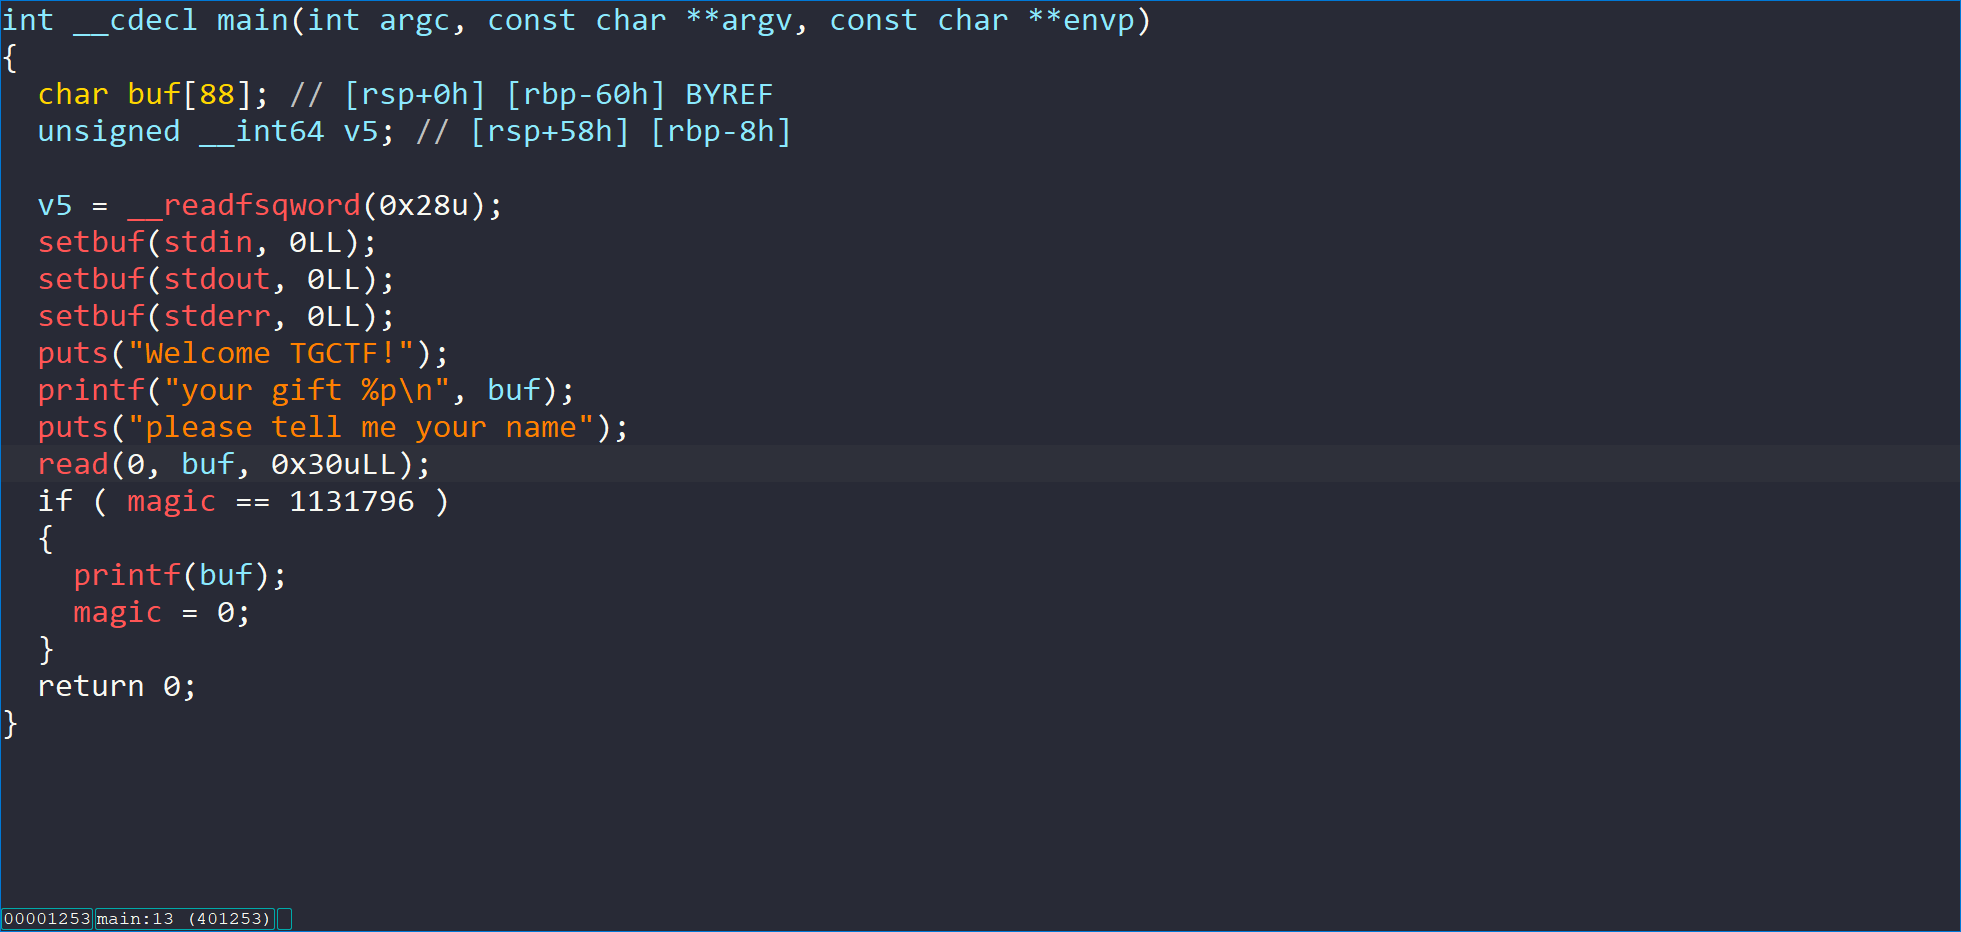 int __cdecl main(int argc, const char **argv, const char **envp)
{
  char buf[88]; // [rsp+0h] [rbp-60h] BYREF
  unsigned __int64 v5; // [rsp+58h] [rbp-8h]

  v5 = __readfsqword(0x28u);
  setbuf(stdin, 0LL);
  setbuf(stdout, 0LL);
  setbuf(stderr, 0LL);
  puts("Welcome TGCTF!");
  printf("your gift %p\n", buf);
  puts("please tell me your name");
  read(0, buf, 0x30uLL);
  if ( magic == 1131796 )
  {
    printf(buf);
    magic = 0;
  }
  return 0;
}
00001253 main:13 (401253)